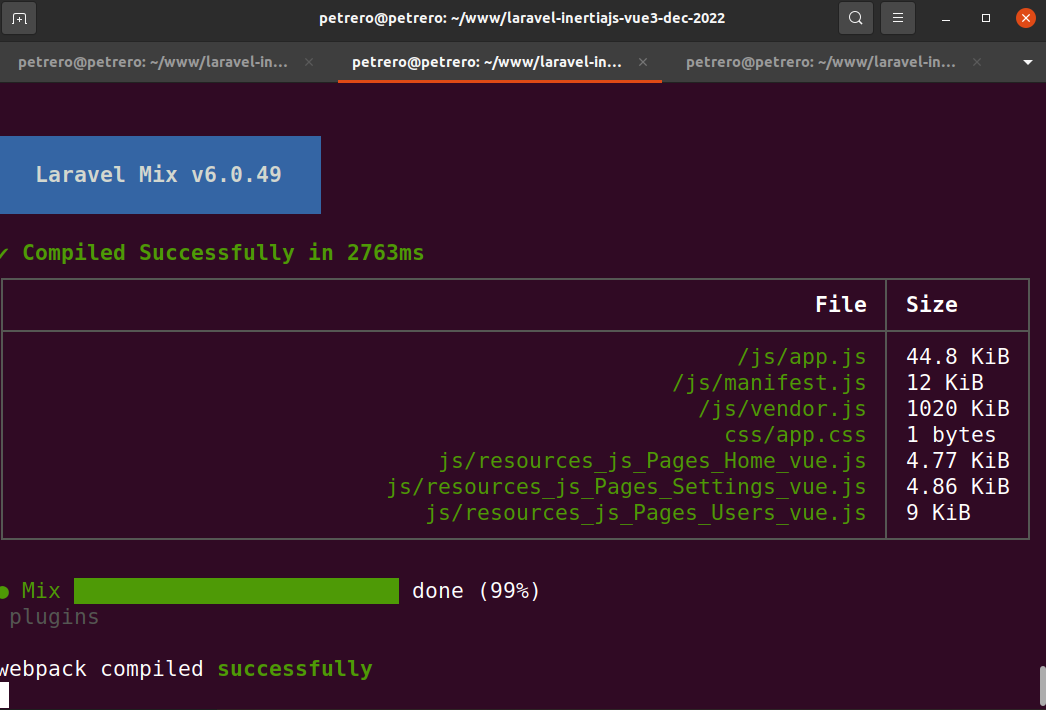 petrero@petrero: ~/www/laravel-inertiajs-vue3-dec-2022
petrero@petrero: ~/www/laravel-in... × petrero@petrero: ~/www/laravel-in... × petrero@petrero: ~/www/laravel-in... ×
Laravel Mix v6.0.49
✓ Compiled Successfully in 2763ms
File Size
/js/app.js 44.8 KiB
/js/manifest.js 12 KiB
/js/vendor.js 1020 KiB
css/app.css 1 bytes
js/resources_js_Pages_Home_vue.js 4.77 KiB
js/resources_js_Pages_Settings_vue.js 4.86 KiB
js/resources_js_Pages_Users_vue.js 9 KiB
● Mix done (99%)
plugins
webpack compiled successfully